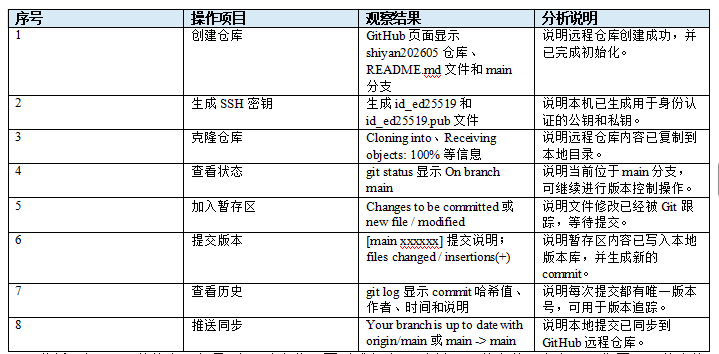 序号 操作项目 观察结果 分析说明
1 创建仓库 GitHub 页面显示 说明远程仓库创建成功，并
shiyan202605 仓库、 已完成初始化。
README.md 文件和 main
分支
2 生成 SSH 密钥 生成 id_ed25519 和 说明本机已生成用于身份认
id_ed25519.pub 文件 证的公钥和私钥。
3 克隆仓库 Cloning into、Receiving 说明远程仓库内容已复制到
objects: 100% 等信息 本地目录。
4 查看状态 git status 显示 On branch 说明当前位于 main 分支，
main 可继续进行版本控制操作。
5 加入暂存区 Changes to be committed 或 说明文件修改已经被 Git 跟
new file / modified 踪，等待提交。
6 提交版本 [main xxxxxx] 提交说明； 说明暂存区内容已写入本地
files changed / insertions(+) 版本库，并生成新的
commit。
7 查看历史 git log 显示 commit 哈希值、 说明每次提交都有唯一版本
作者、时间和说明 号，可用于版本追踪。
8 推送同步 Your branch is up to date with 说明本地提交已同步到
origin/main 或 main -> main GitHub 远程仓库。